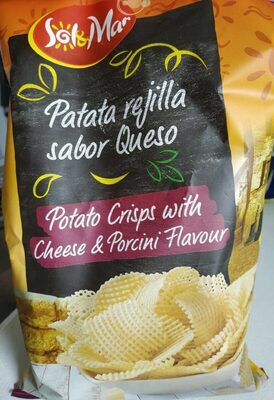 Sol&Mar
Patata rejilla
sabor Queso
Potato Crisps with
Cheese & Porcini Flavour